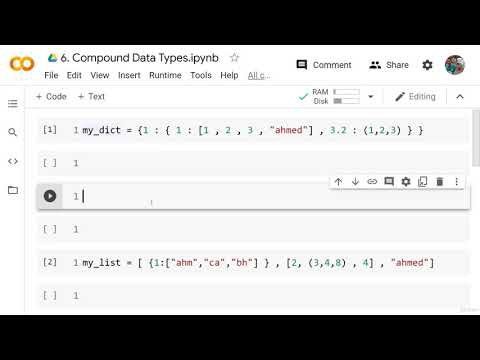 6. Compound Data Types.ipynb
Comment
Share
File Edit View Insert Runtime Tools Help All c...
+ Code + Text
RAM
Disk
Editing
[1] 1 my_dict = {1 : { 1 : [1 , 2 , 3 , "ahmed"] , 3.2 : (1,2,3) } }
[ ] 1
1
[ ] 1
[2] 1 my_list = [ {1:["ahm","ca","bh"] } , [2, (3,4,8) , 4] , "ahmed"]
[ ] 1